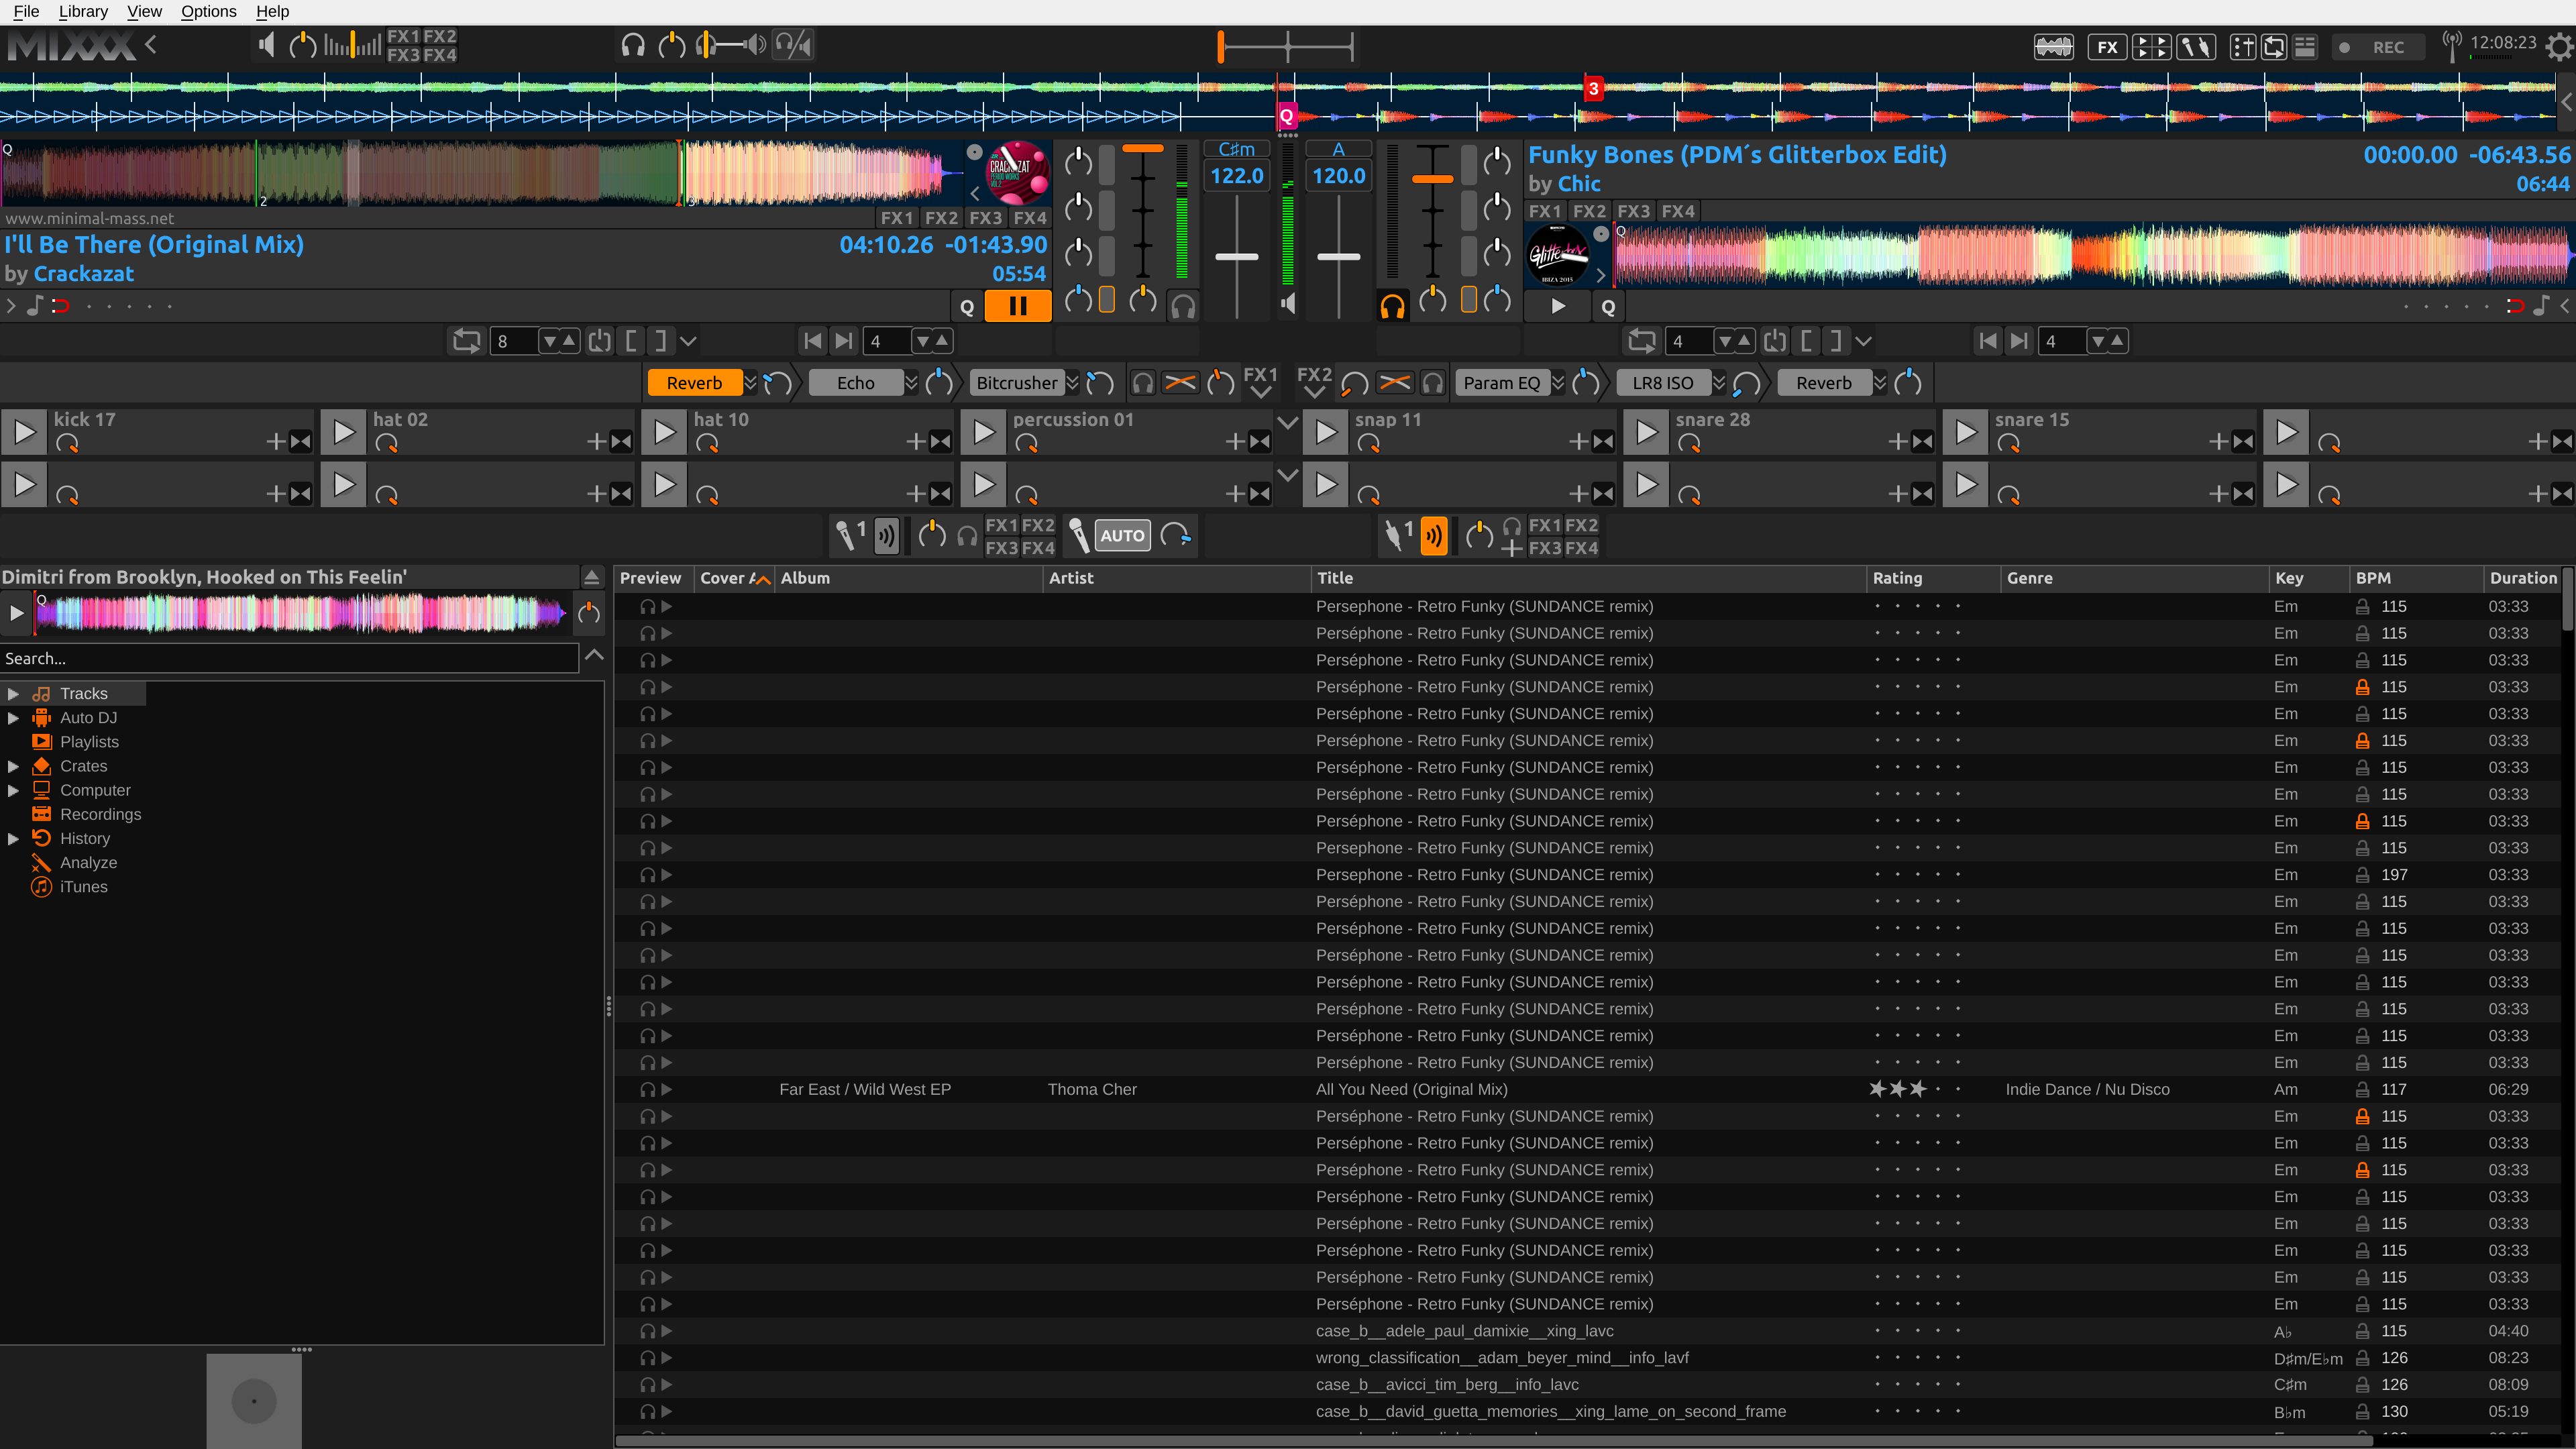 File Library View Options Help
MIXXX FX1 FX2 FX3 FX4 FX REC 12:08:23
3
Q
Q 2 3
www.minimal-mass.net FX1 FX2 FX3 FX4
I'll Be There (Original Mix) 04:10.26 -01:43.90
by Crackazat 05:54
Q
C♯m A
122.0 120.0
Funky Bones (PDM´s Glitterbox Edit) 00:00.00 -06:43.56
by Chic 06:44
FX1 FX2 FX3 FX4
Q
Glitterbox
IBIZA 2015
Q
8 4 4 4
Reverb Echo Bitcrusher FX1 FX2 Param EQ LR8 ISO Reverb
kick 17 hat 02 hat 10 percussion 01 snap 11 snare 28 snare 15
1 FX1 FX2 FX3 FX4 AUTO 1 FX1 FX2 FX3 FX4
Dimitri from Brooklyn, Hooked on This Feelin'
Q
Search...
Tracks
Auto DJ
Playlists
Crates
Computer
Recordings
History
Analyze
iTunes
Preview Cover Album Artist Title Rating Genre Key BPM Duration
Persephone - Retro Funky (SUNDANCE remix) Em 115 03:33
Perséphone - Retro Funky (SUNDANCE remix) Em 115 03:33
Perséphone - Retro Funky (SUNDANCE remix) Em 115 03:33
Perséphone - Retro Funky (SUNDANCE remix) Em 115 03:33
Perséphone - Retro Funky (SUNDANCE remix) Em 115 03:33
Perséphone - Retro Funky (SUNDANCE remix) Em 115 03:33
Perséphone - Retro Funky (SUNDANCE remix) Em 115 03:33
Perséphone - Retro Funky (SUNDANCE remix) Em 115 03:33
Perséphone - Retro Funky (SUNDANCE remix) Em 115 03:33
Persephone - Retro Funky (SUNDANCE remix) Em 115 03:33
Persephone - Retro Funky (SUNDANCE remix) Em 197 03:33
Perséphone - Retro Funky (SUNDANCE remix) Em 115 03:33
Perséphone - Retro Funky (SUNDANCE remix) Em 115 03:33
Perséphone - Retro Funky (SUNDANCE remix) Em 115 03:33
Perséphone - Retro Funky (SUNDANCE remix) Em 115 03:33
Perséphone - Retro Funky (SUNDANCE remix) Em 115 03:33
Perséphone - Retro Funky (SUNDANCE remix) Em 115 03:33
Perséphone - Retro Funky (SUNDANCE remix) Em 115 03:33
Far East / Wild West EP Thoma Cher All You Need (Original Mix) Indie Dance / Nu Disco Am 117 06:29
Perséphone - Retro Funky (SUNDANCE remix) Em 115 03:33
Perséphone - Retro Funky (SUNDANCE remix) Em 115 03:33
Perséphone - Retro Funky (SUNDANCE remix) Em 115 03:33
Perséphone - Retro Funky (SUNDANCE remix) Em 115 03:33
Perséphone - Retro Funky (SUNDANCE remix) Em 115 03:33
Perséphone - Retro Funky (SUNDANCE remix) Em 115 03:33
Perséphone - Retro Funky (SUNDANCE remix) Em 115 03:33
Perséphone - Retro Funky (SUNDANCE remix) Em 115 03:33
case_b__adele_paul_damixie__xing_lavc A♭ 115 04:40
wrong_classification__adam_beyer_mind__info_lavf D♯m/E♭m 126 08:23
case_b__avicci_tim_berg__info_lavc C♯m 126 08:09
case_b__david_guetta_memories__xing_lame_on_second_frame B♭m 130 05:19